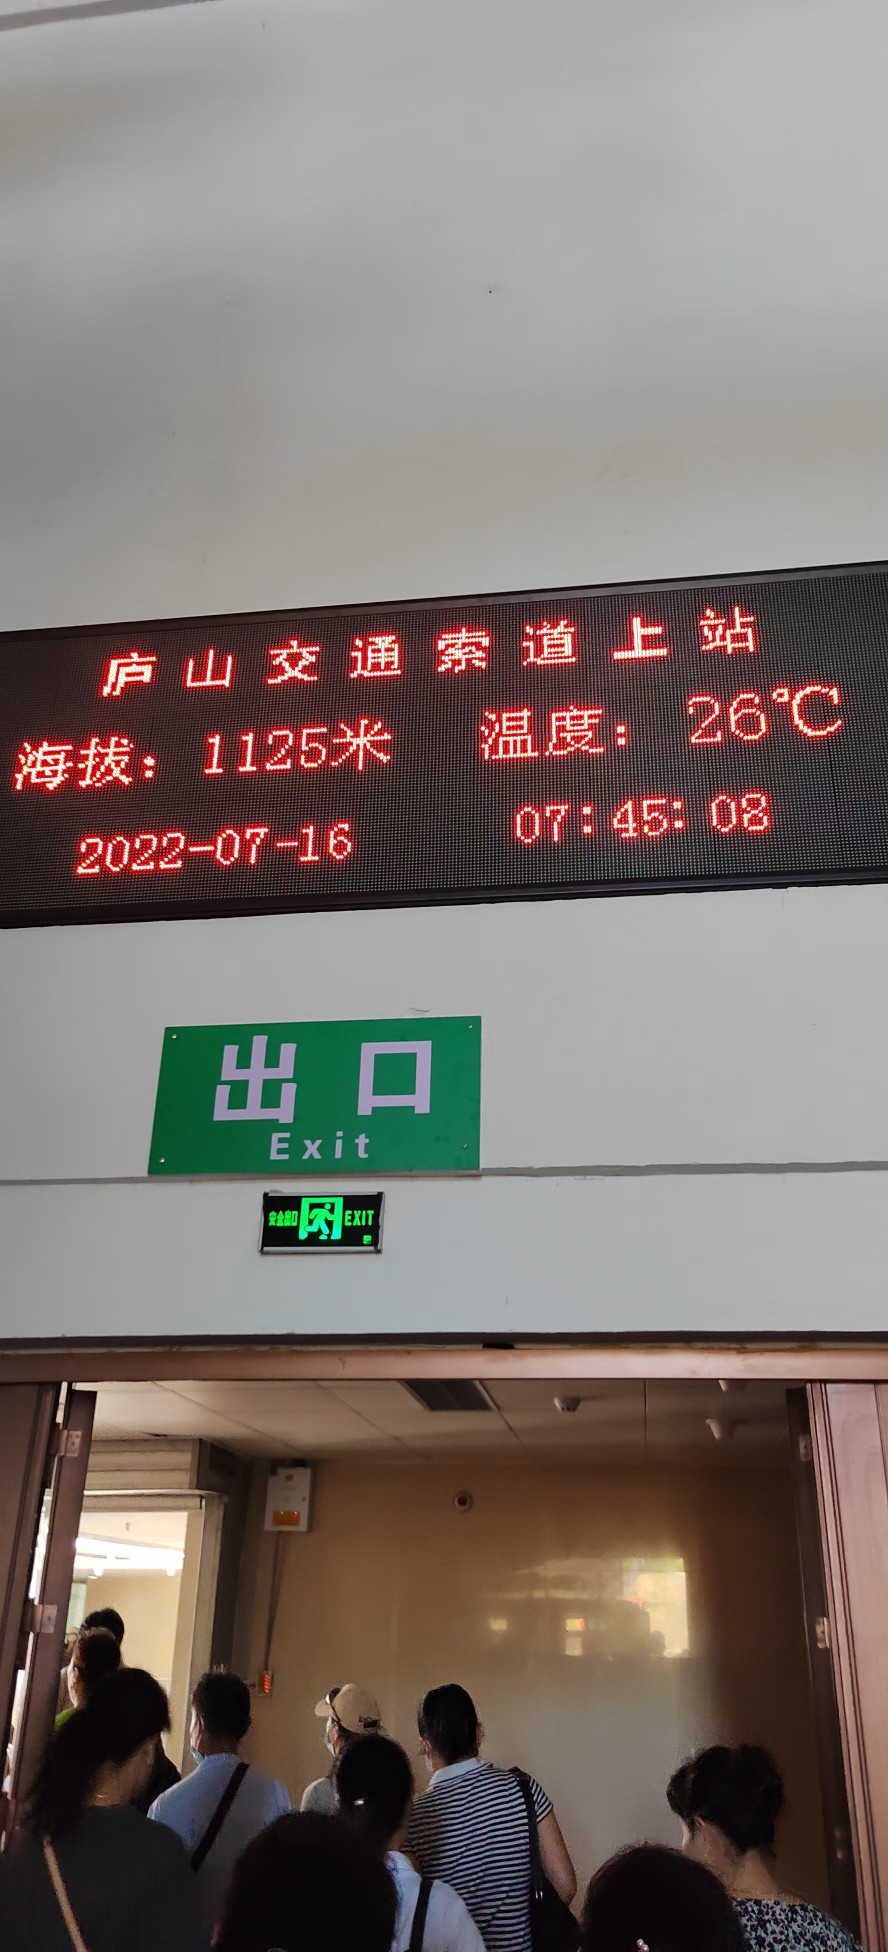 庐山交通索道上站
海拔：1125米 温度：26℃
2022-07-16 07:45:08
出口
Exit
安全出口 EXIT